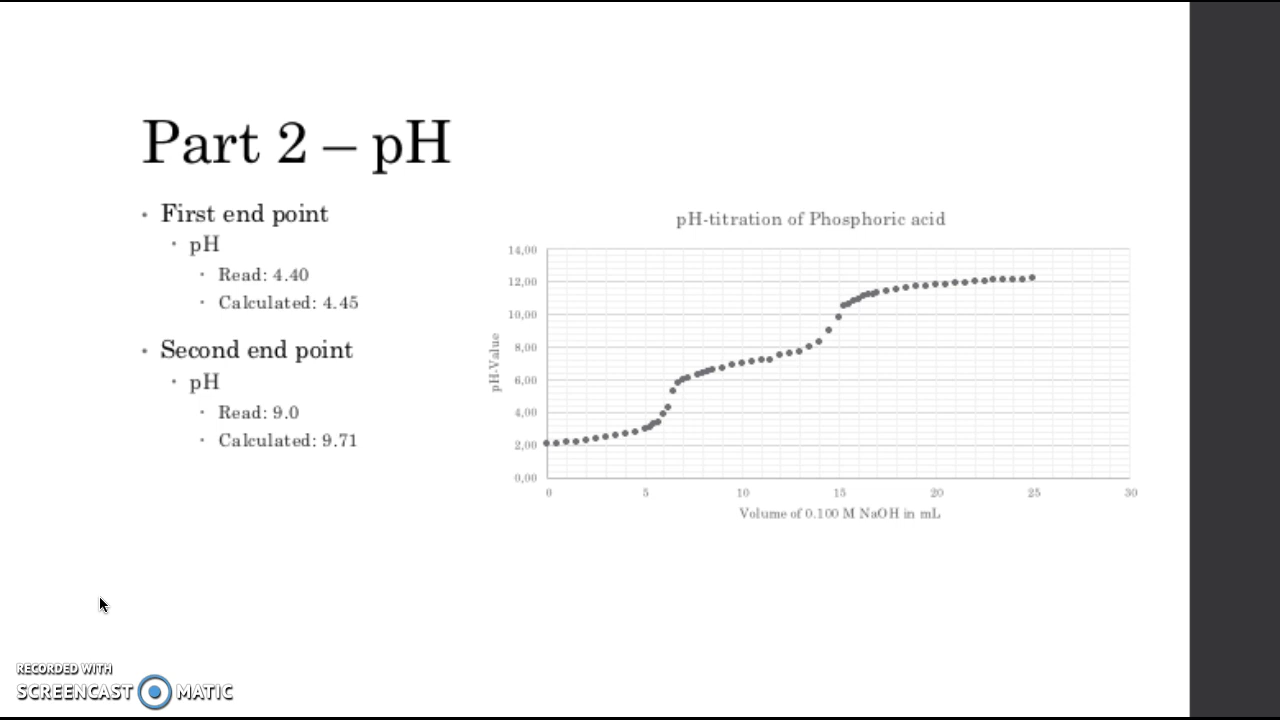 Part 2 – pH
• First end point
• pH
• Read: 4.40
• Calculated: 4.45
• Second end point
• pH
• Read: 9.0
• Calculated: 9.71
pH-titration of Phosphoric acid
14,00
12,00
10,00
8,00
6,00
4,00
2,00
0,00
pH-Value
0 5 10 15 20 25 30
Volume of 0.100 M NaOH in mL
RECORDED WITH
SCREENCAST MATIC